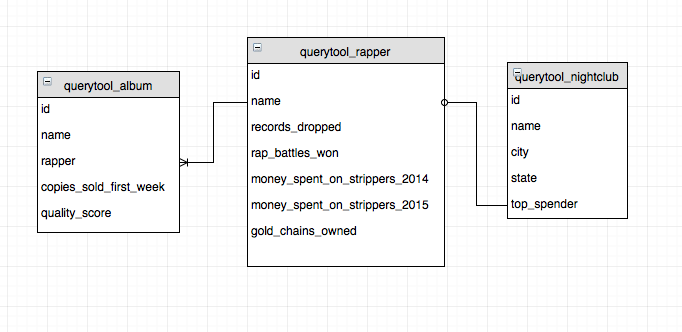 querytool_album
id
name
rapper
copies_sold_first_week
quality_score
querytool_rapper
id
name
records_dropped
rap_battles_won
money_spent_on_strippers_2014
money_spent_on_strippers_2015
gold_chains_owned
querytool_nightclub
id
name
city
state
top_spender